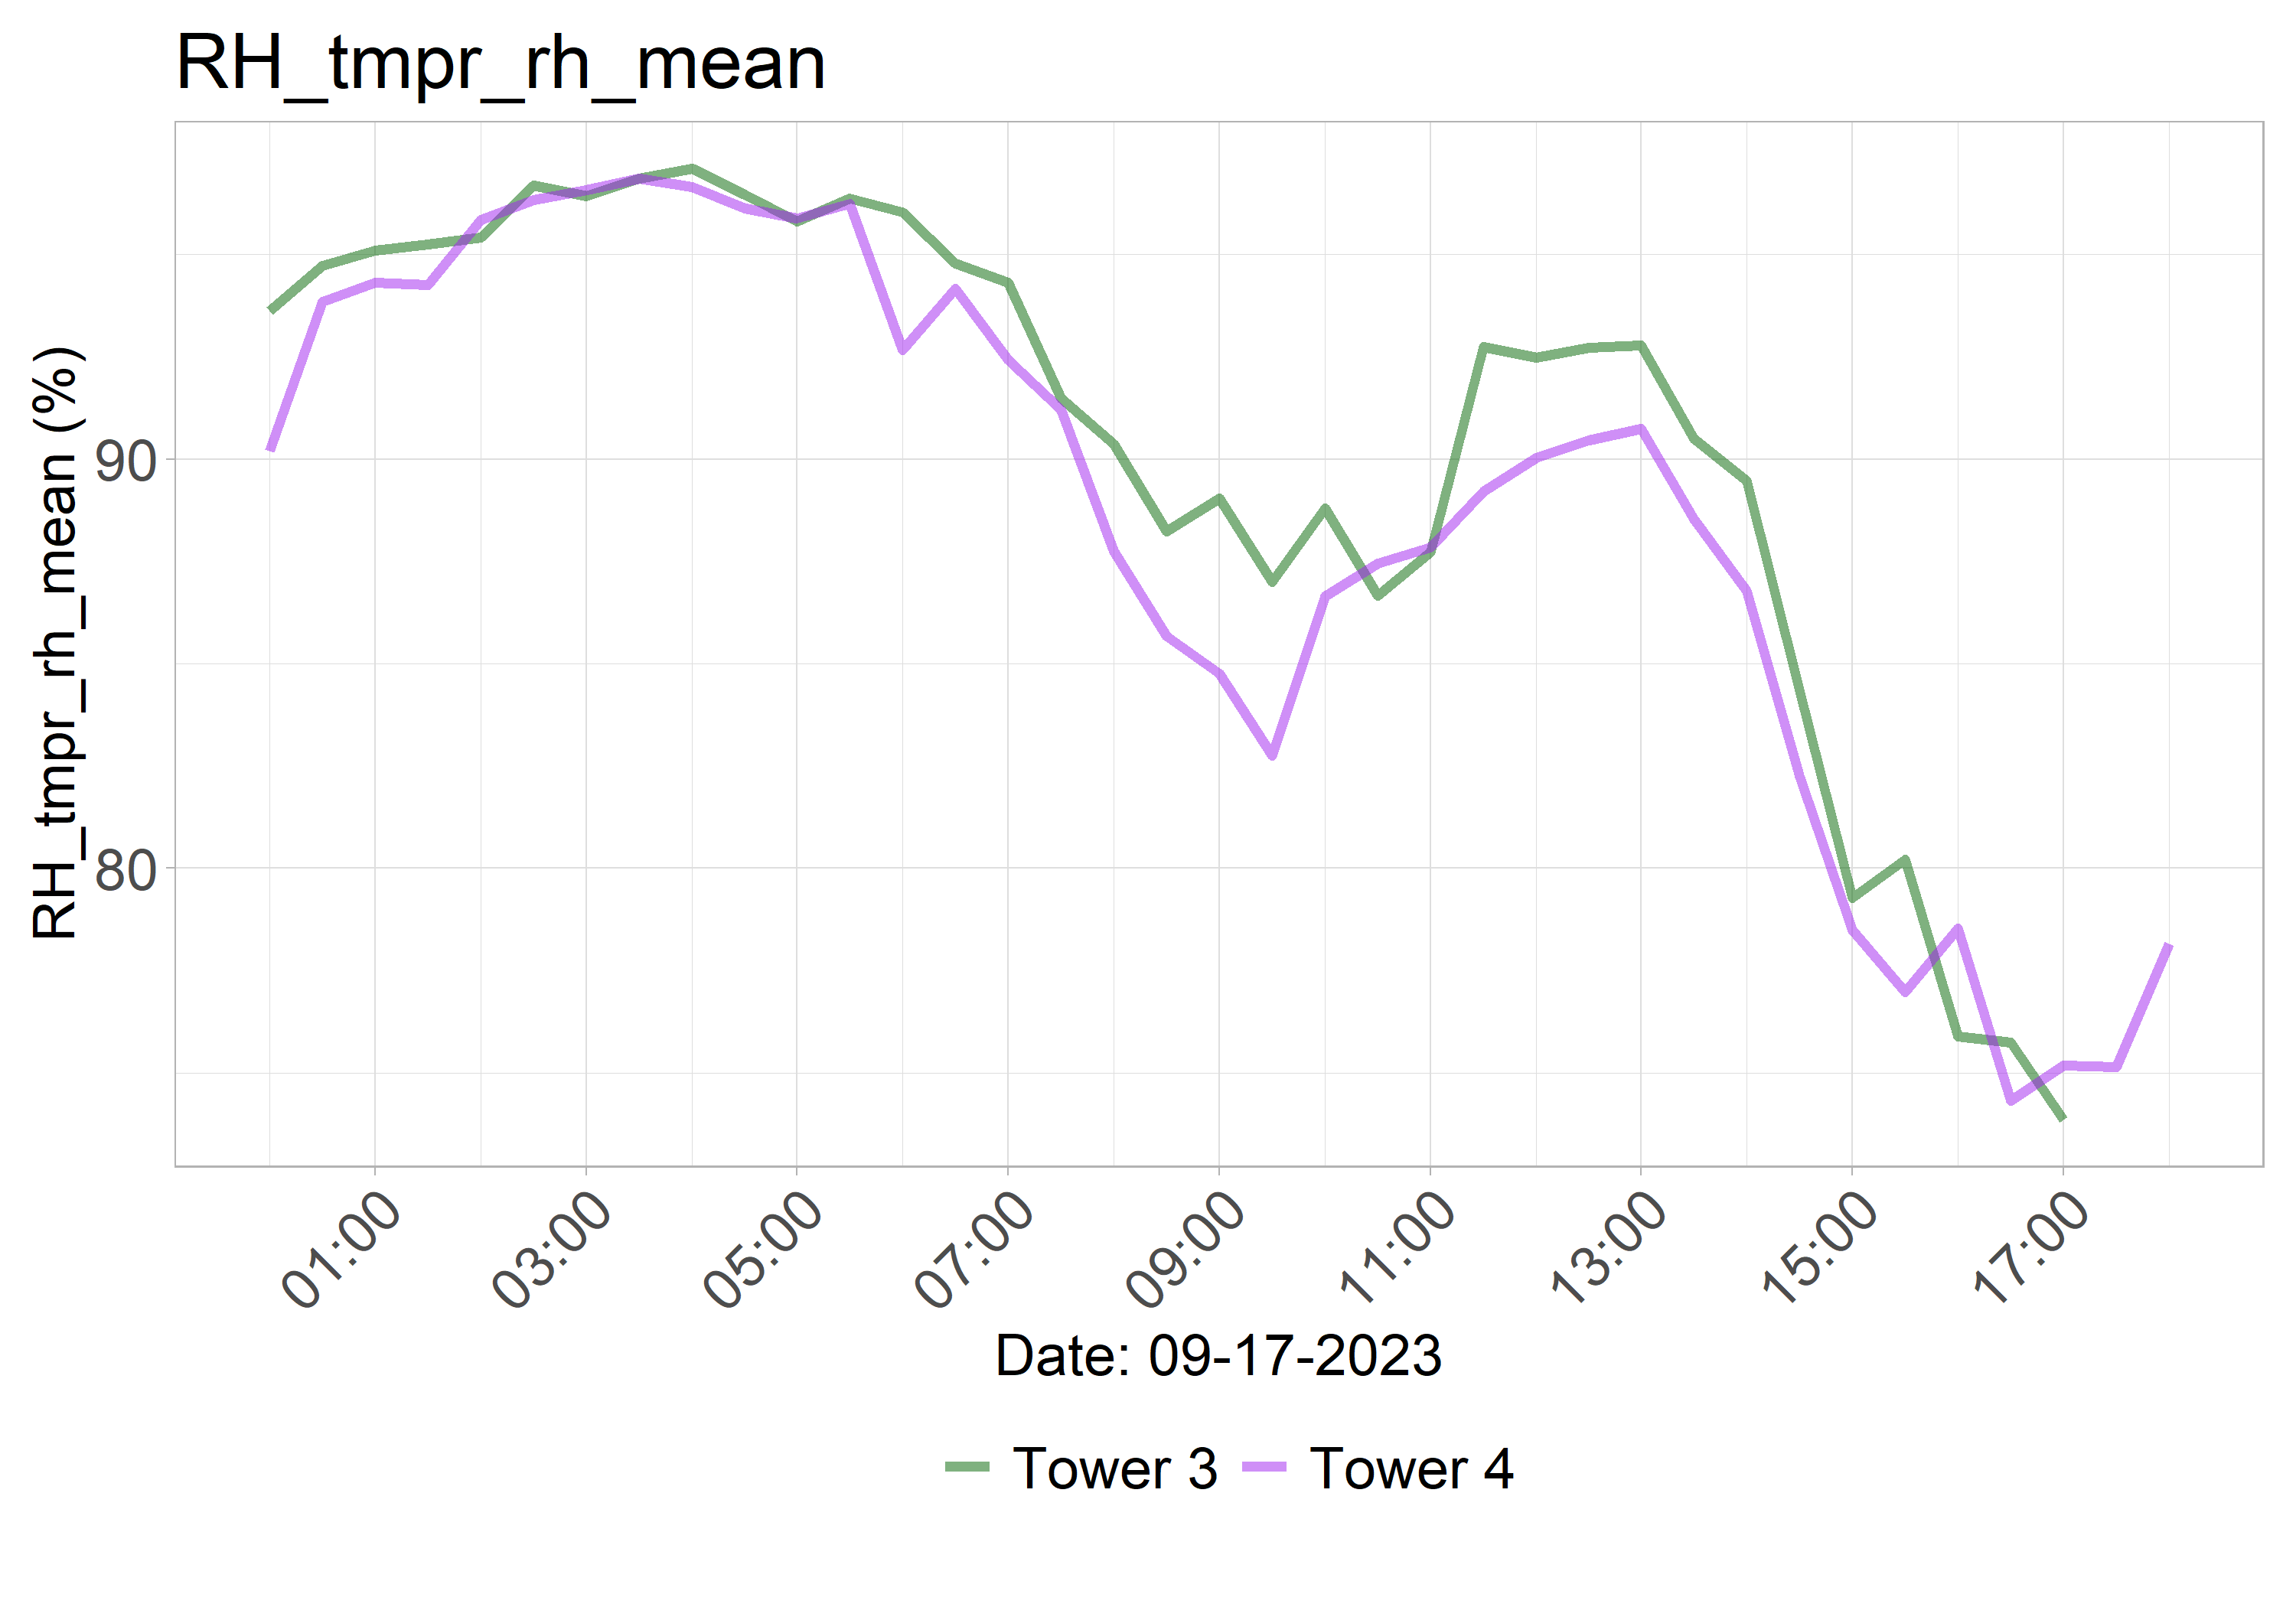 RH_tmpr_rh_mean
RH_tmpr_rh_mean (%)
90
80
01:00
03:00
05:00
07:00
09:00
11:00
13:00
15:00
17:00
Date: 09-17-2023
Tower 3
Tower 4